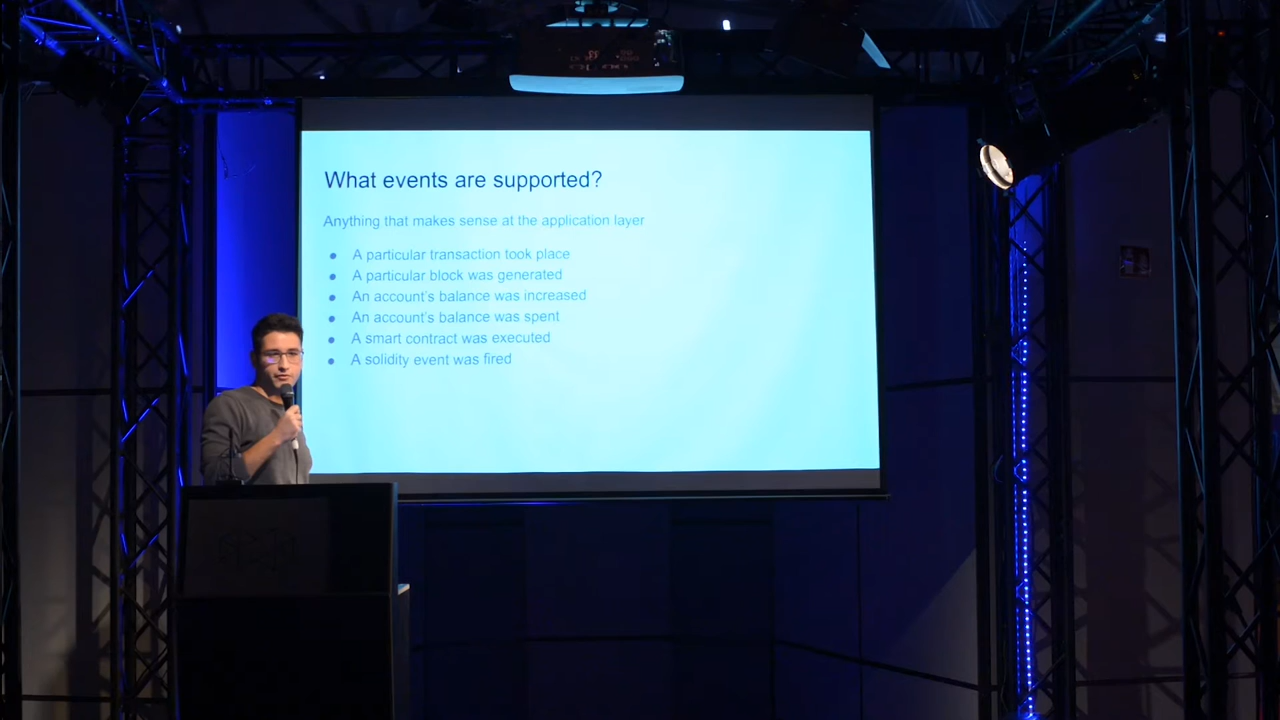 What events are supported?
Anything that makes sense at the application layer
● A particular transaction took place
● A particular block was generated
● An account's balance was increased
● An account's balance was spent
● A smart contract was executed
● A solidity event was fired